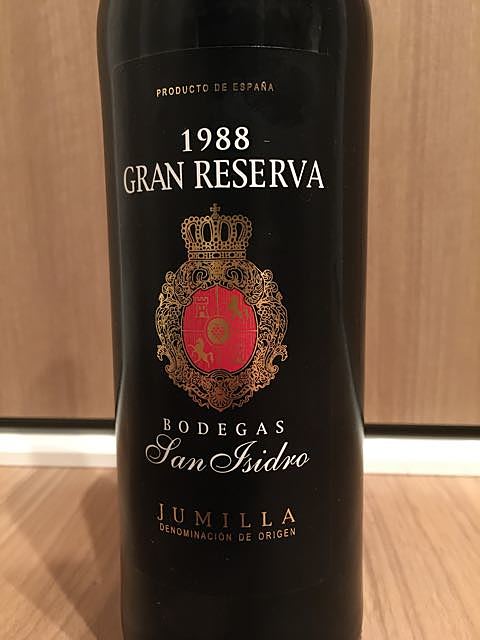 PRODUCTO DE ESPAÑA
1988
GRAN RESERVA
BODEGAS
San Isidro
JUMILLA
DENOMINACIÓN DE ORIGEN